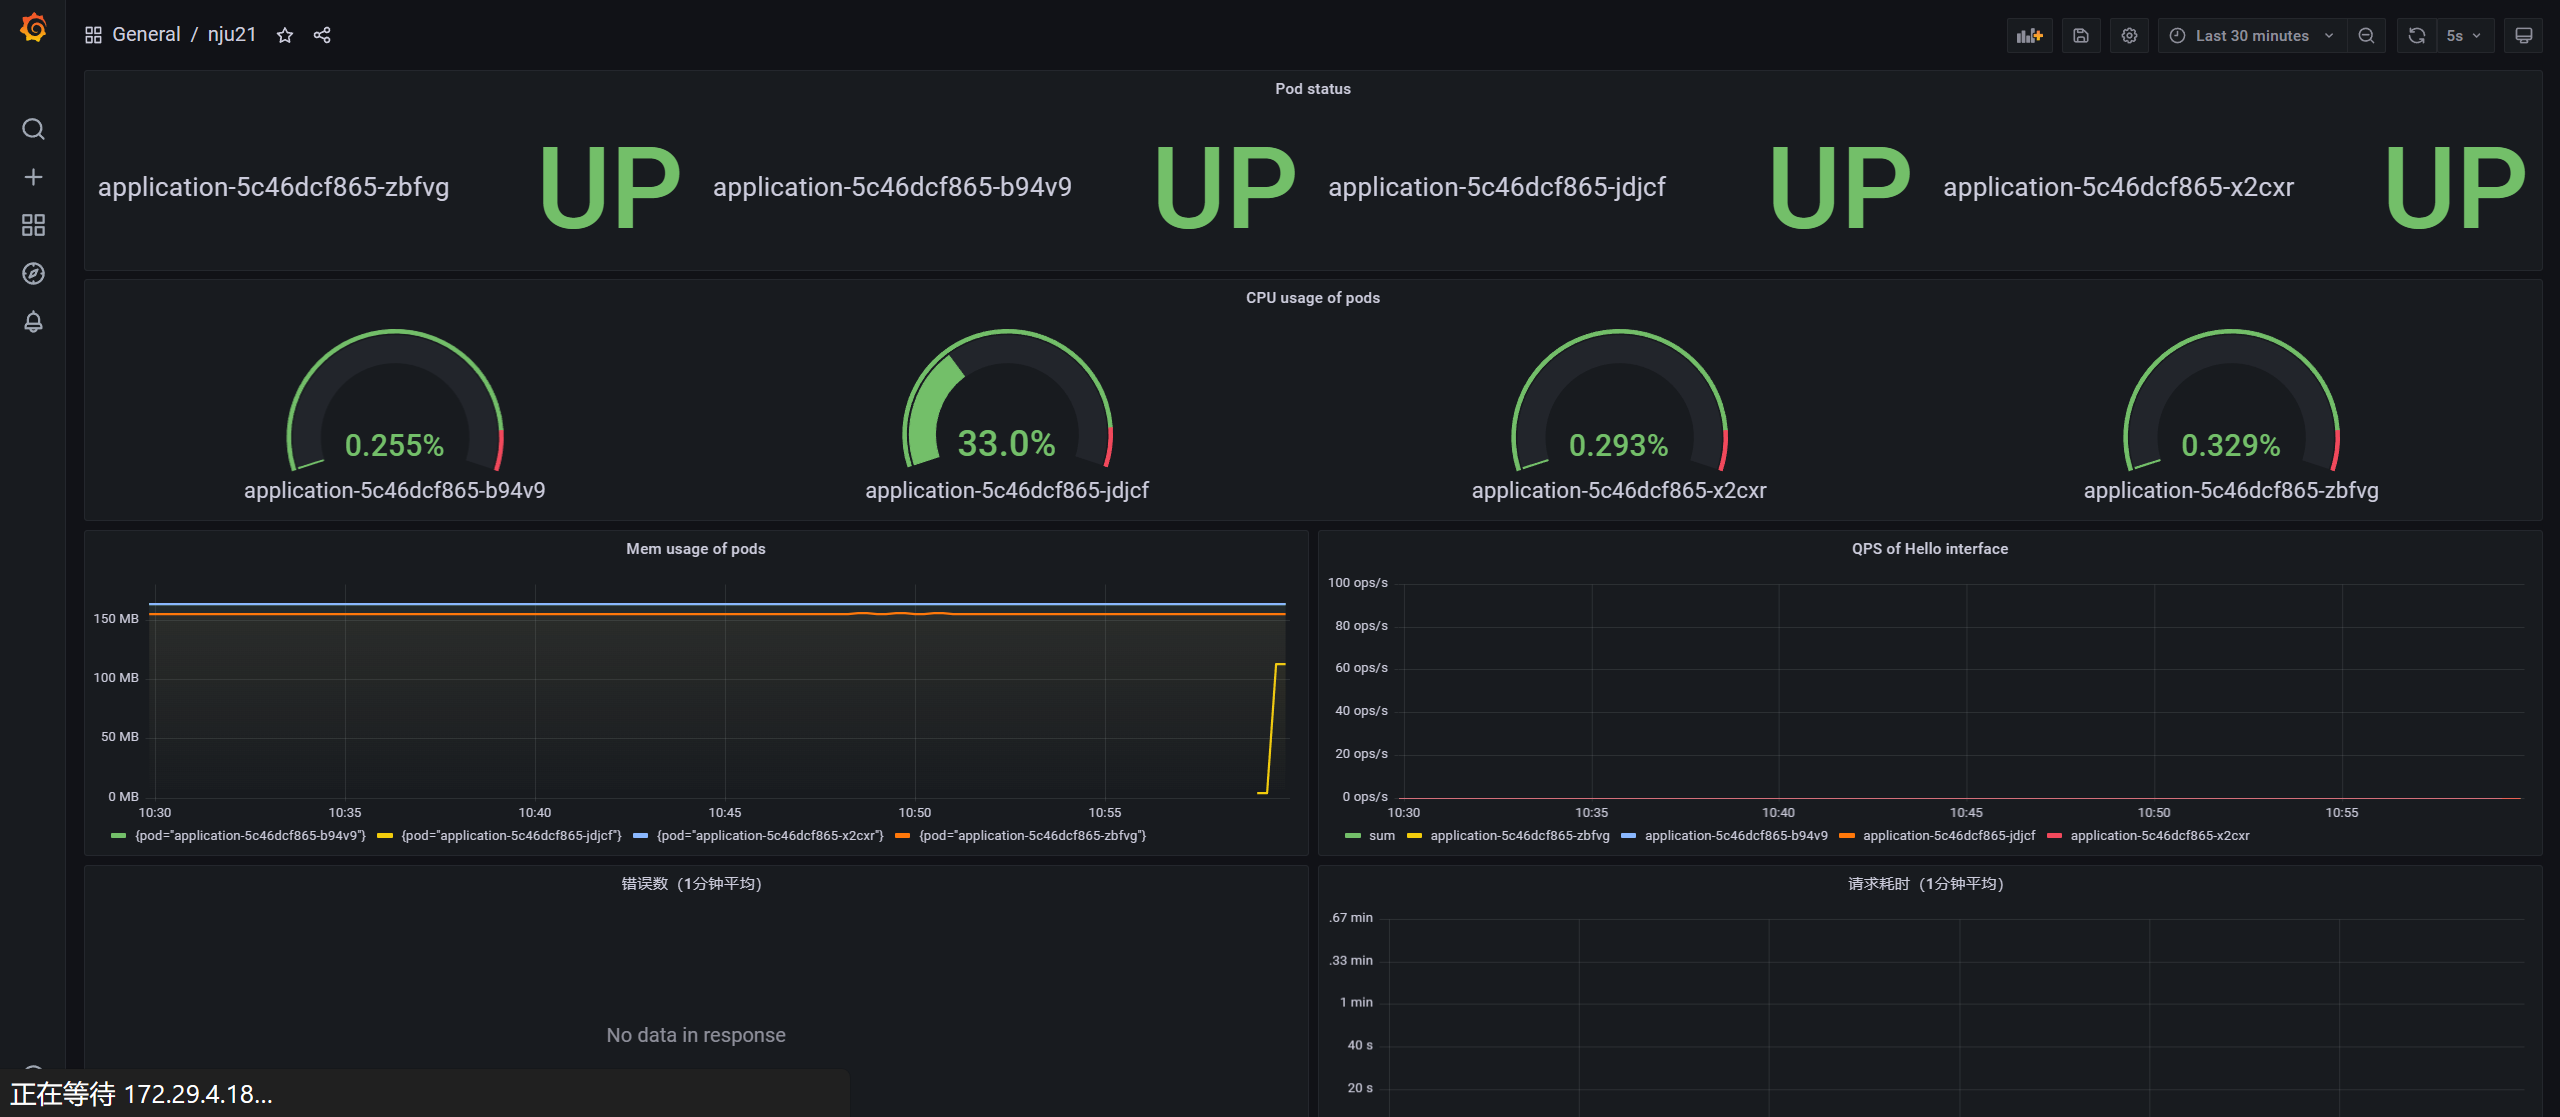 General / nju21
Last 30 minutes
5s
Pod status
application-5c46dcf865-zbfvg UP application-5c46dcf865-b94v9 UP application-5c46dcf865-jdjcf UP application-5c46dcf865-x2cxr UP
CPU usage of pods
0.255% 33.0% 0.293% 0.329%
application-5c46dcf865-b94v9 application-5c46dcf865-jdjcf application-5c46dcf865-x2cxr application-5c46dcf865-zbfvg
Mem usage of pods
150 MB
100 MB
50 MB
0 MB
10:30 10:35 10:40 10:45 10:50 10:55
{pod="application-5c46dcf865-b94v9"} {pod="application-5c46dcf865-jdjcf"} {pod="application-5c46dcf865-x2cxr"} {pod="application-5c46dcf865-zbfvg"}
QPS of Hello interface
100 ops/s
80 ops/s
60 ops/s
40 ops/s
20 ops/s
0 ops/s
10:30 10:35 10:40 10:45 10:50 10:55
sum application-5c46dcf865-zbfvg application-5c46dcf865-b94v9 application-5c46dcf865-jdjcf application-5c46dcf865-x2cxr
错误数（1分钟平均）
No data in response
请求耗时（1分钟平均）
.67 min
.33 min
1 min
40 s
20 s
正在等待 172.29.4.18...